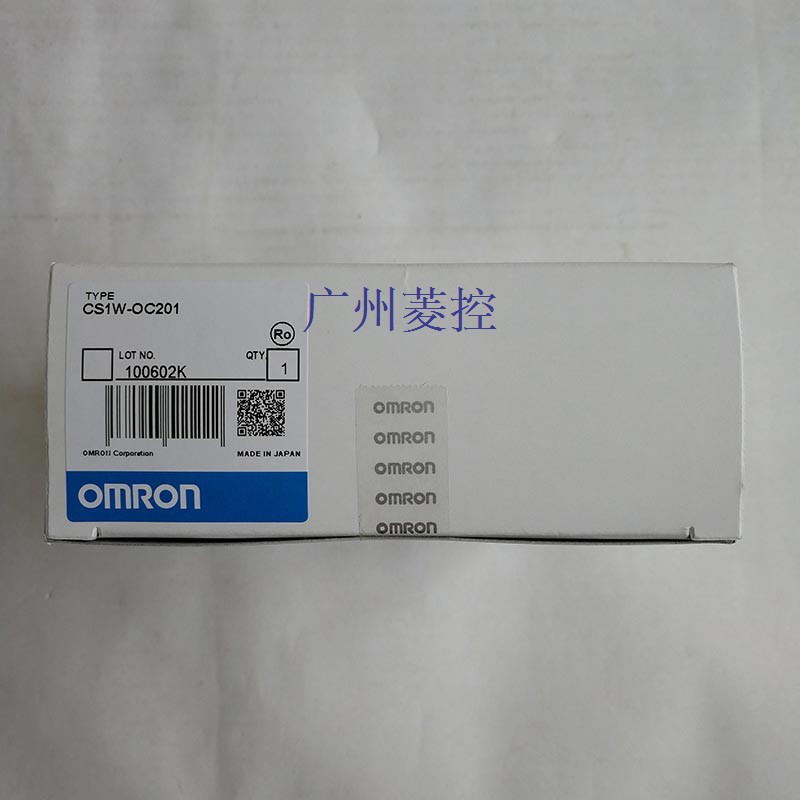 TYPE
CS1W-OC201
广州菱控
Ro
LOT NO.
QTY.
100602K
1
OMRON Corporation
MADE IN JAPAN
OMRON
OMRON
OMRON
OMRON
OMRON
OMRON